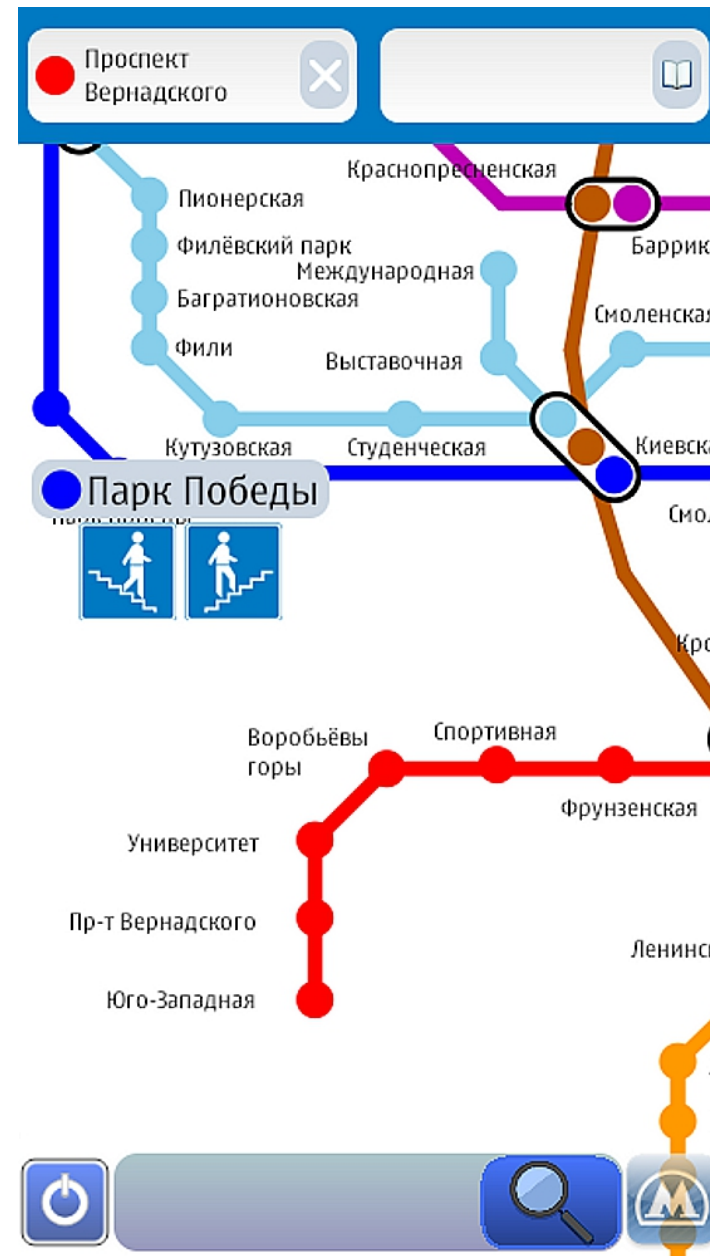 Проспект
Вернадского
Краснопресненская
Пионерская
Филёвский парк
Баррик
Международная
Багратионовская
Смоленская
Фили
Выставочная
Кутузовская
Студенческая
Киевска
Парк Победы
Смо
Кро
Воробьёвы
горы
Спортивная
Фрунзенская
Университет
Пр-т Вернадского
Ленинс
Юго-Западная